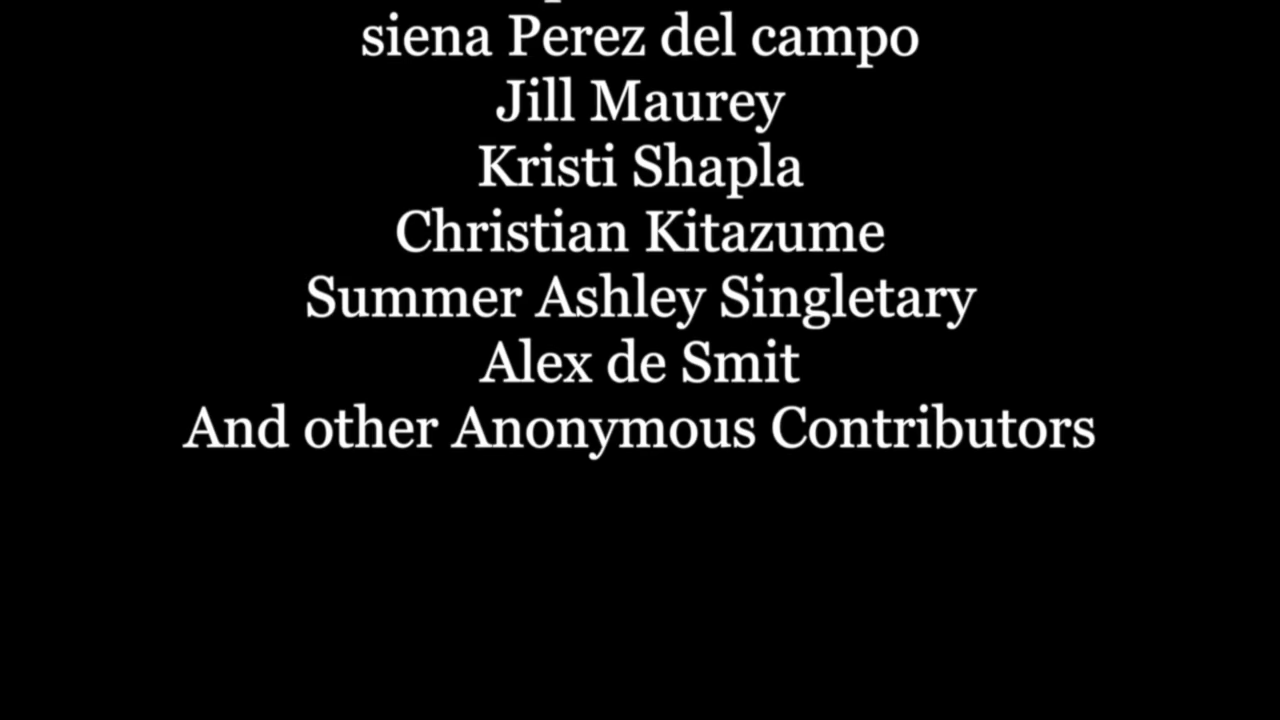 siena Perez del campo
Jill Maurey
Kristi Shapla
Christian Kitazume
Summer Ashley Singletary
Alex de Smit
And other Anonymous Contributors